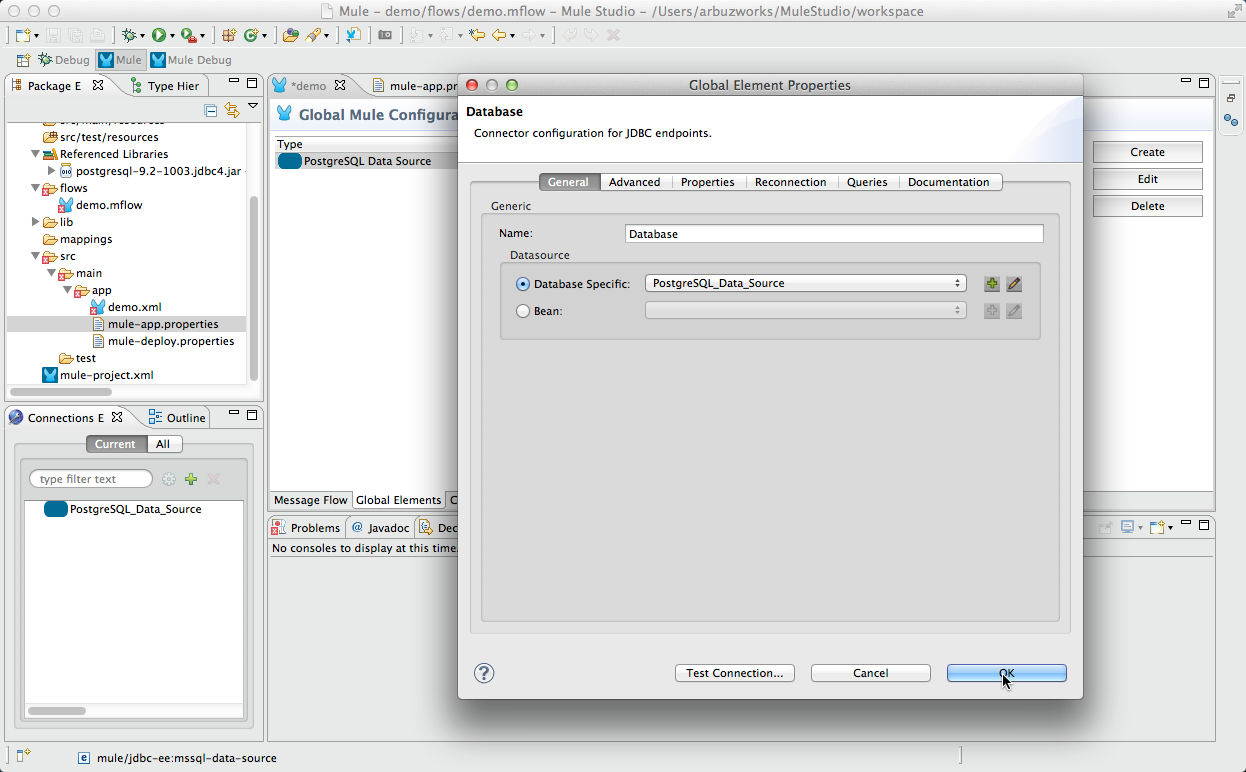 Mule – demo/flows/demo.mflow – Mule Studio – /Users/arbuzworks/MuleStudio/workspace
Debug Mule Mule Debug
Package E Type Hier
src/test/resources
Referenced Libraries
postgresql-9.2-1003.jdbc4.jar
flows
demo.mflow
lib
mappings
src
main
app
demo.xml
mule-app.properties
mule-deploy.properties
test
mule-project.xml
Connections E Outline
Current All
type filter text
PostgreSQL_Data_Source
*demo mule-app.pr
Global Mule Configura
Type
PostgreSQL Data Source
Create
Edit
Delete
Message Flow Global Elements C
Problems @ Javadoc Dec
No consoles to display at this time.
Global Element Properties
Database
Connector configuration for JDBC endpoints.
General Advanced Properties Reconnection Queries Documentation
Generic
Name: Database
Datasource
Database Specific: PostgreSQL_Data_Source
Bean:
? Test Connection... Cancel OK
e mule/jdbc-ee:mssql-data-source